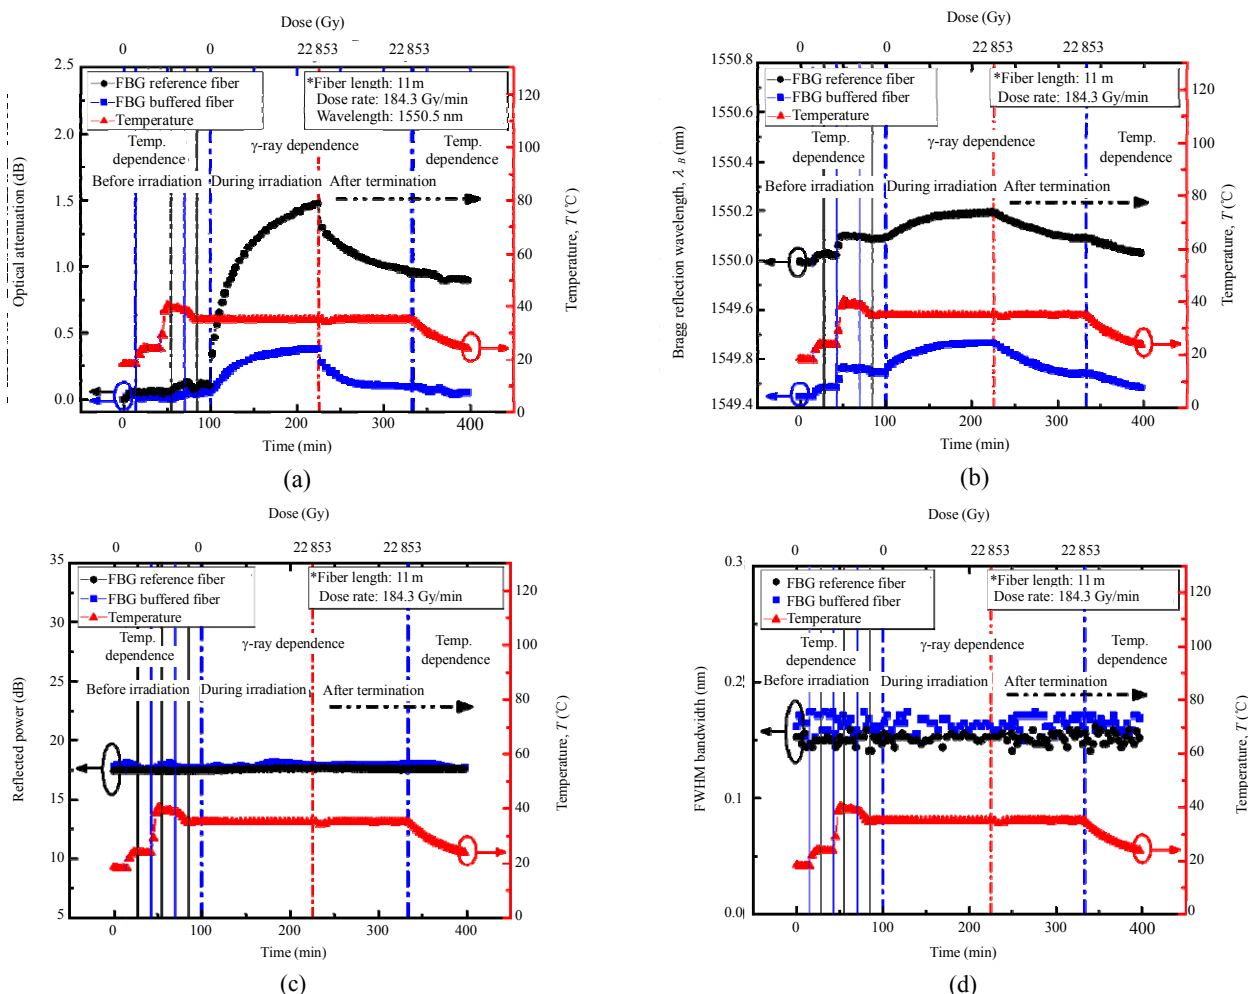 Dose (Gy)
0 0 22 853 22 853
2.5
2.0
1.5
1.0
0.5
0.0
Optical attenuation (dB)
FBG reference fiber
FBG buffered fiber
Temperature
*Fiber length: 11 m
Dose rate: 184.3 Gy/min
Wavelength: 1550.5 nm
Temp.
dependence
γ-ray dependence
Temp.
dependence
Before irradiation
During irradiation
After termination
120
100
80
60
40
20
0
Temperature, T (℃)
0 100 200 300 400
Time (min)
(a)
Dose (Gy)
0 0 22 853 22 853
1550.8
1550.6
1550.4
1550.2
1550.0
1549.6
1549.8
1549.4
Bragg reflection wavelength, λ B (nm)
FBG reference fiber
FBG buffered fiber
Temperature
*Fiber length: 11 m
Dose rate: 184.3 Gy/min
Temp.
dependence
γ-ray dependence
Temp.
dependence
Before irradiation
During irradiation
After termination
120
100
80
60
40
20
0
Temperature, T (℃)
0 100 200 300 400
Time (min)
(b)
Dose (Gy)
0 0 22 853 22 853
35
33
25
23
15
17
13
10
5
Reflected power (dB)
FBG reference fiber
FBG buffered fiber
Temperature
*Fiber length: 11 m
Dose rate: 184.3 Gy/min
Temp.
dependence
γ-ray dependence
Temp.
dependence
Before irradiation
During irradiation
After termination
120
100
80
60
40
20
0
Temperature, T (℃)
0 100 200 300 400
Time (min)
(c)
Dose (Gy)
0 0 22 853 22 853
0.3
0.2
0.1
0.0
FWHM bandwidth (nm)
FBG reference fiber
FBG buffered fiber
Temperature
*Fiber length: 11 m
Dose rate: 184.3 Gy/min
Temp.
dependence
γ-ray dependence
Temp.
dependence
Before irradiation
During irradiation
After termination
120
100
80
60
40
20
0
Temperature, T (℃)
0 100 200 300 400
Time (min)
(d)